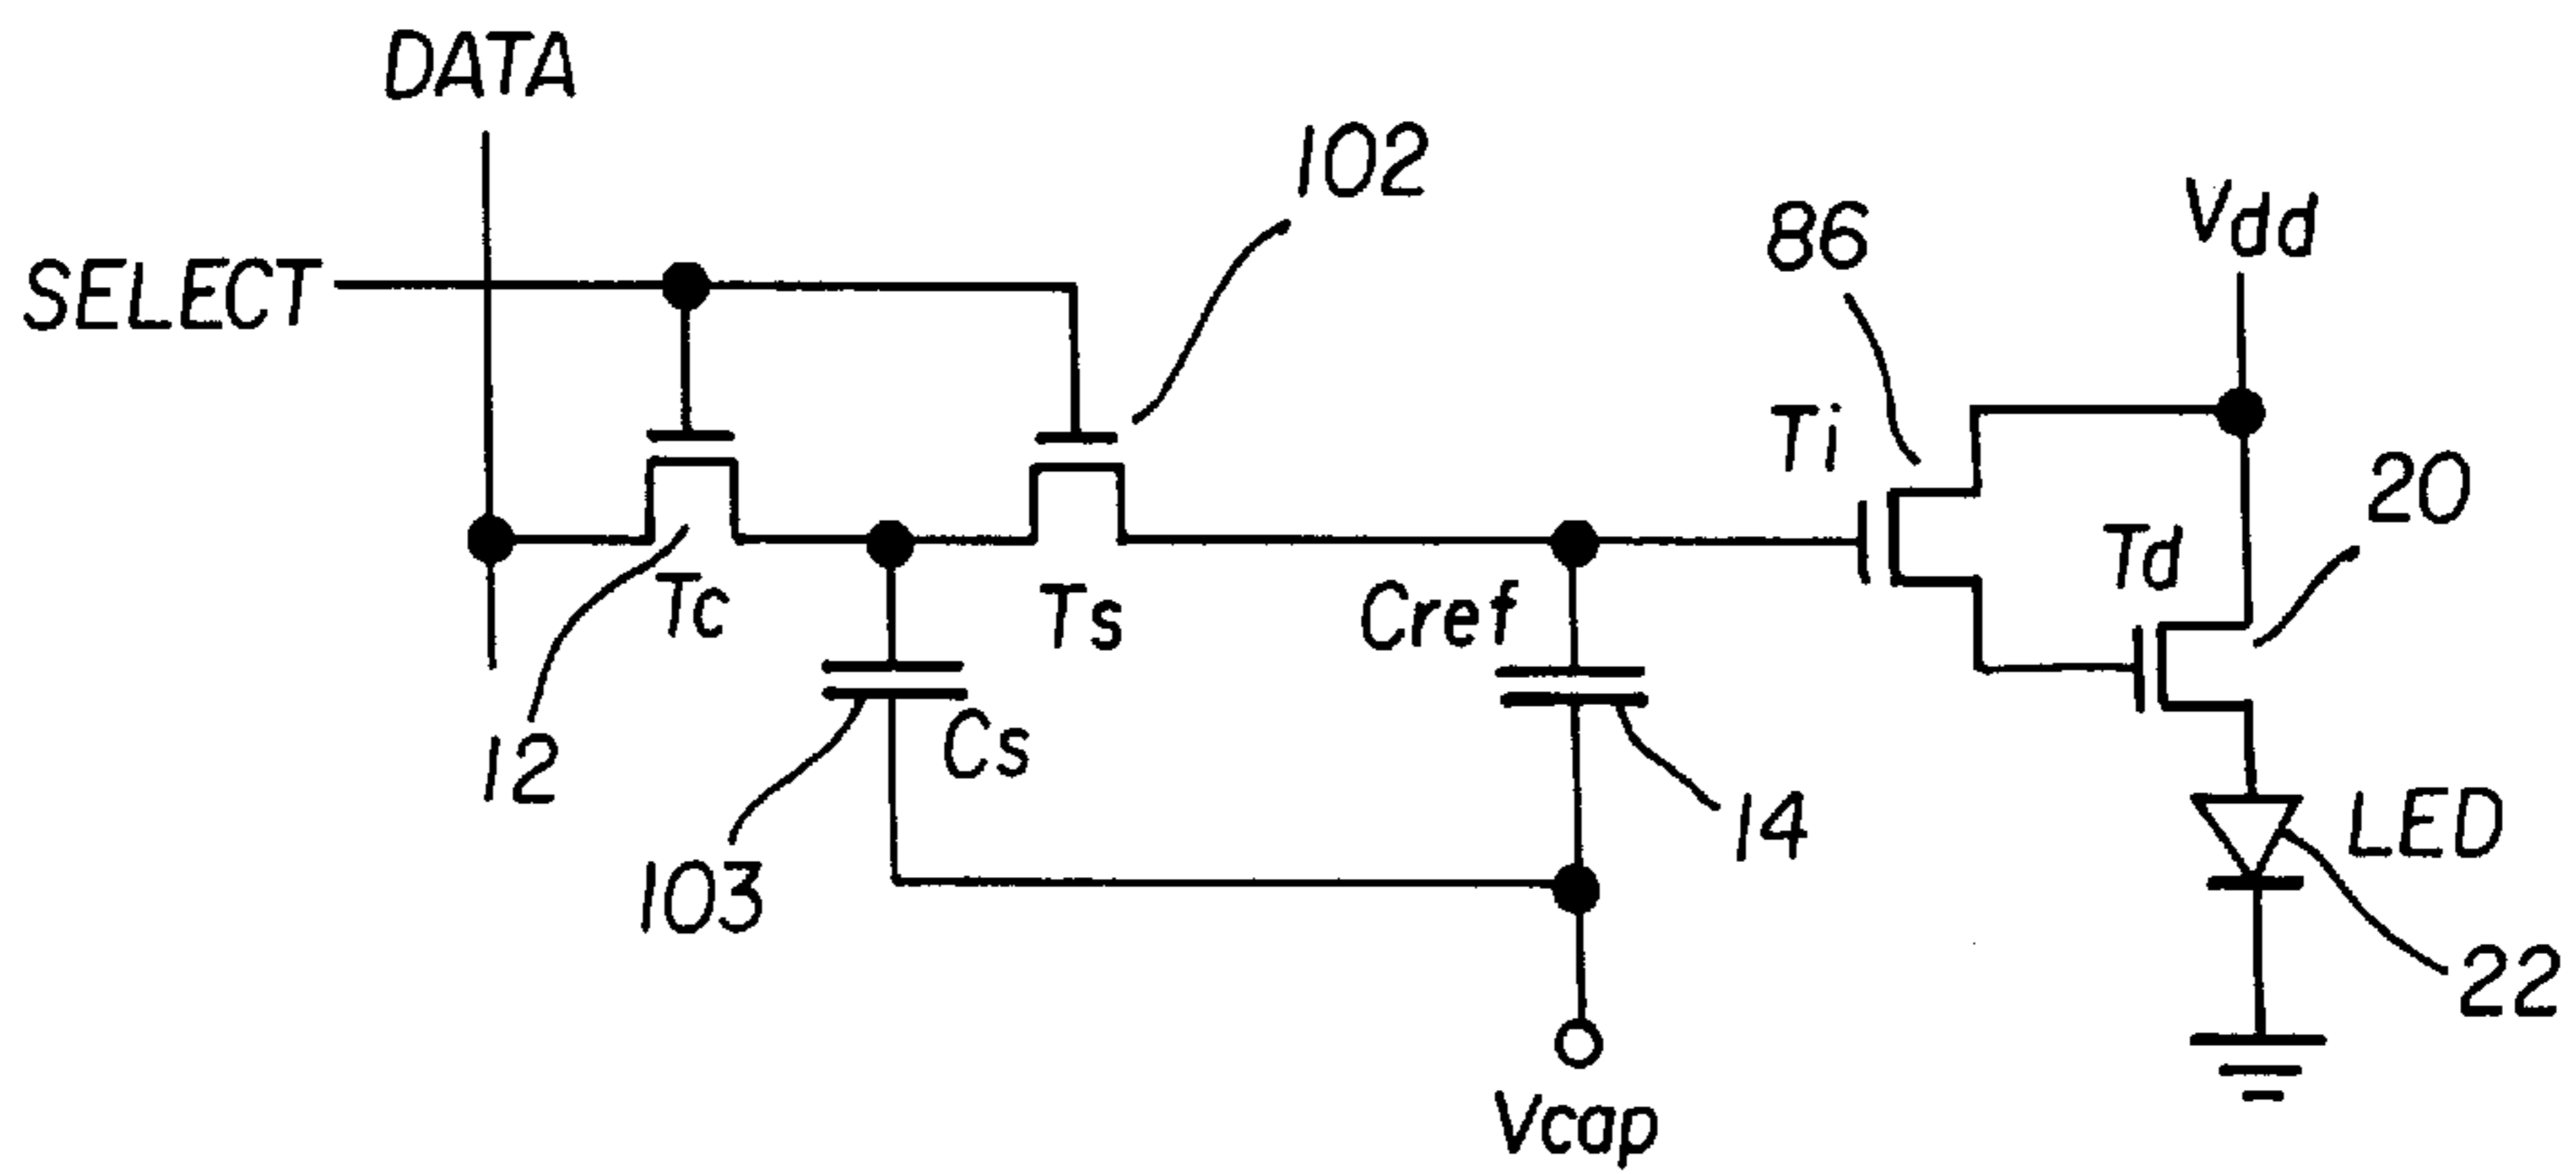 DATA
SELECT
102
86
Vdd
Ti
20
Td
Tc
Ts
Cref
12
Cs
14
LED
103
22
Vcap